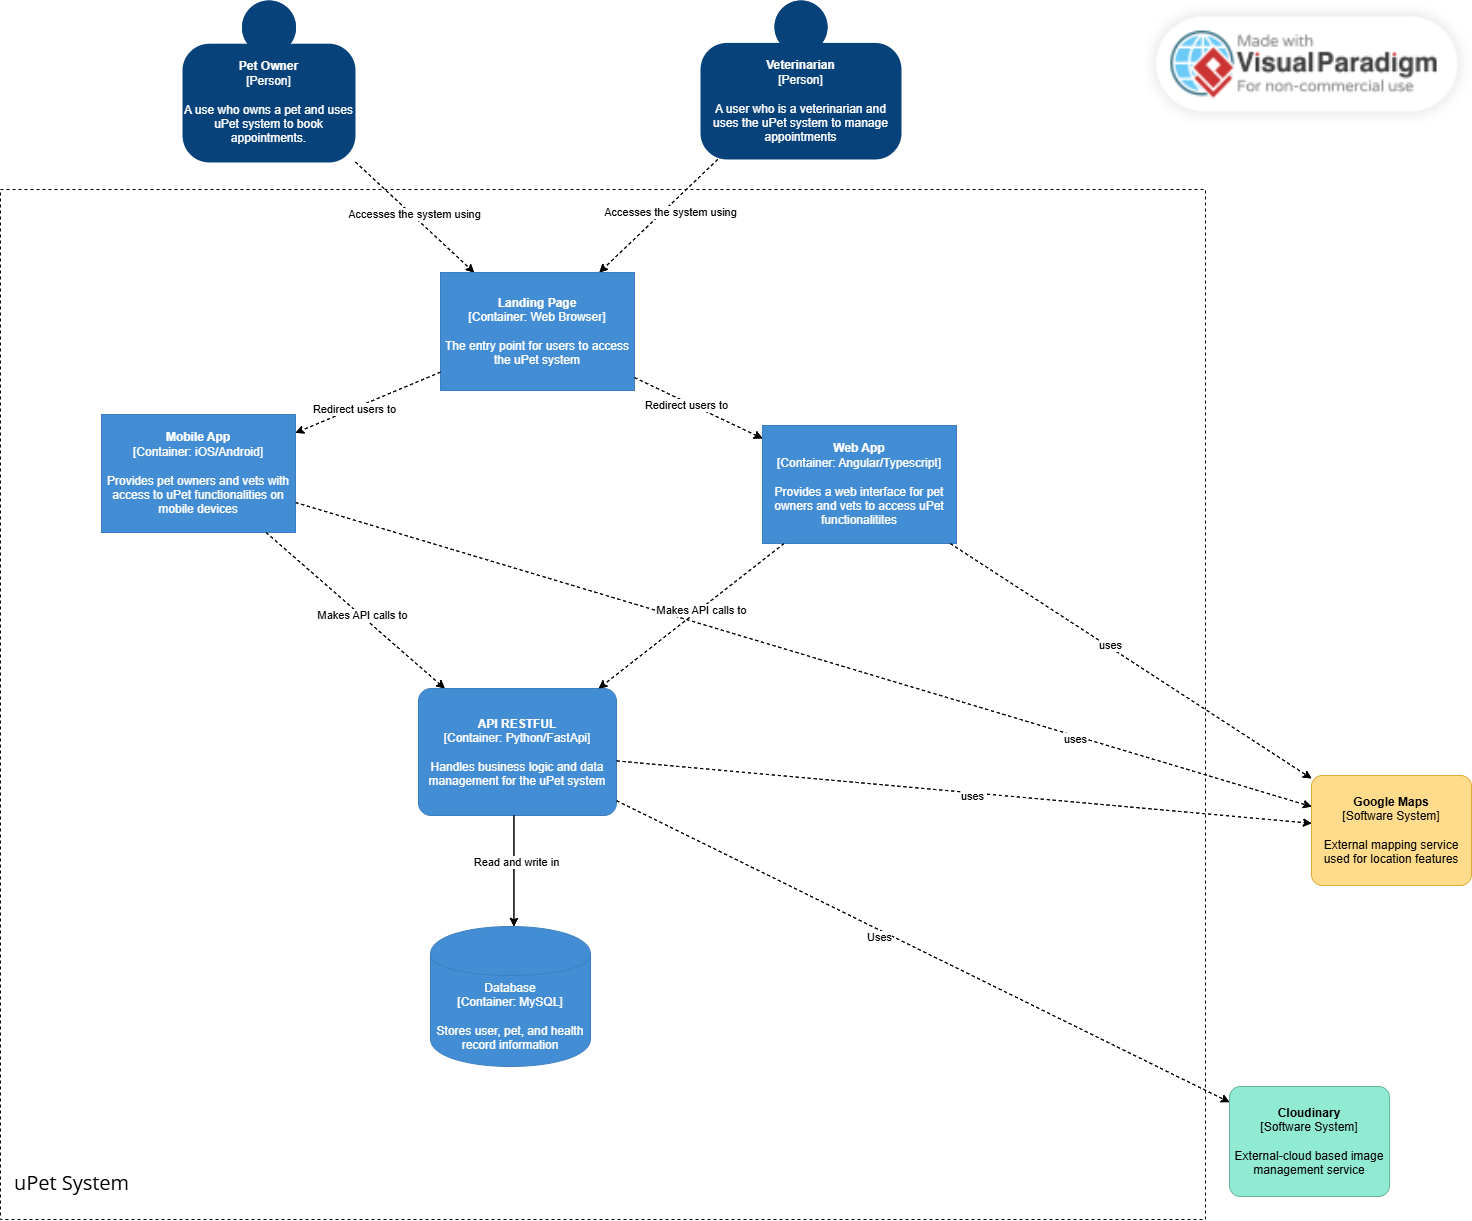 Pet Owner
[Person]
A use who owns a pet and uses
uPet system to book
appointments.
Veterinarian
[Person]
A user who is a veterinarian and
uses the uPet system to manage
appointments
Made with
Visual Paradigm
For non-commercial use
Accesses the system using
Accesses the system using
Landing Page
[Container: Web Browser]
The entry point for users to access
the uPet system
Redirect users to
Redirect users to
Mobile App
[Container: iOS/Android]
Provides pet owners and vets with
access to uPet functionalities on
mobile devices
Web App
[Container: Angular/Typescript]
Provides a web interface for pet
owners and vets to access uPet
functionalitites
Makes API calls to
Makes API calls to
uses
uses
API RESTFUL
[Container: Python/FastApi]
Handles business logic and data
management for the uPet system
uses
Google Maps
[Software System]
External mapping service
used for location features
Read and write in
Uses
Database
[Container: MySQL]
Stores user, pet, and health
record information
Cloudinary
[Software System]
External-cloud based image
management service
uPet System